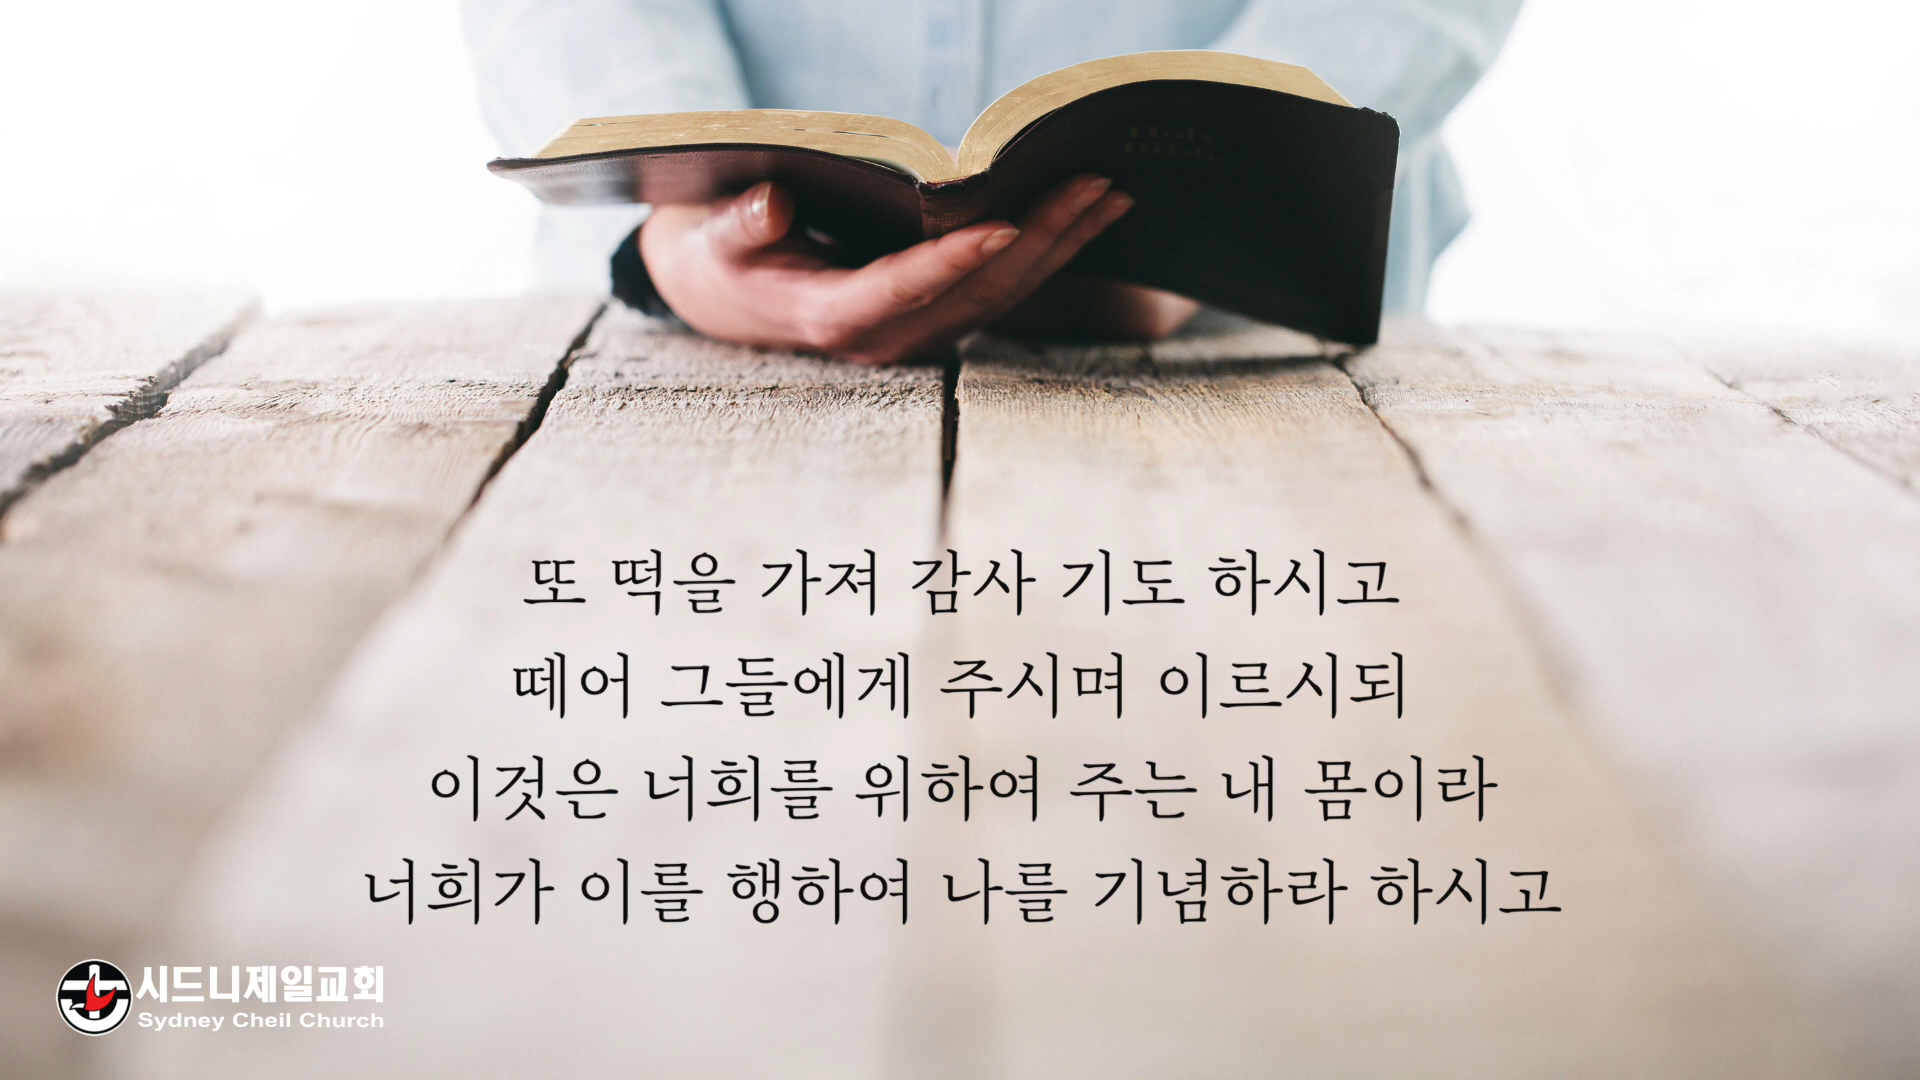 Holy
Bible
또 떡을 가져 감사 기도 하시고
떼어 그들에게 주시며 이르시되
이것은 너희를 위하여 주는 내 몸이라
너희가 이를 행하여 나를 기념하라 하시고
시드니제일교회
Sydney Cheil Church